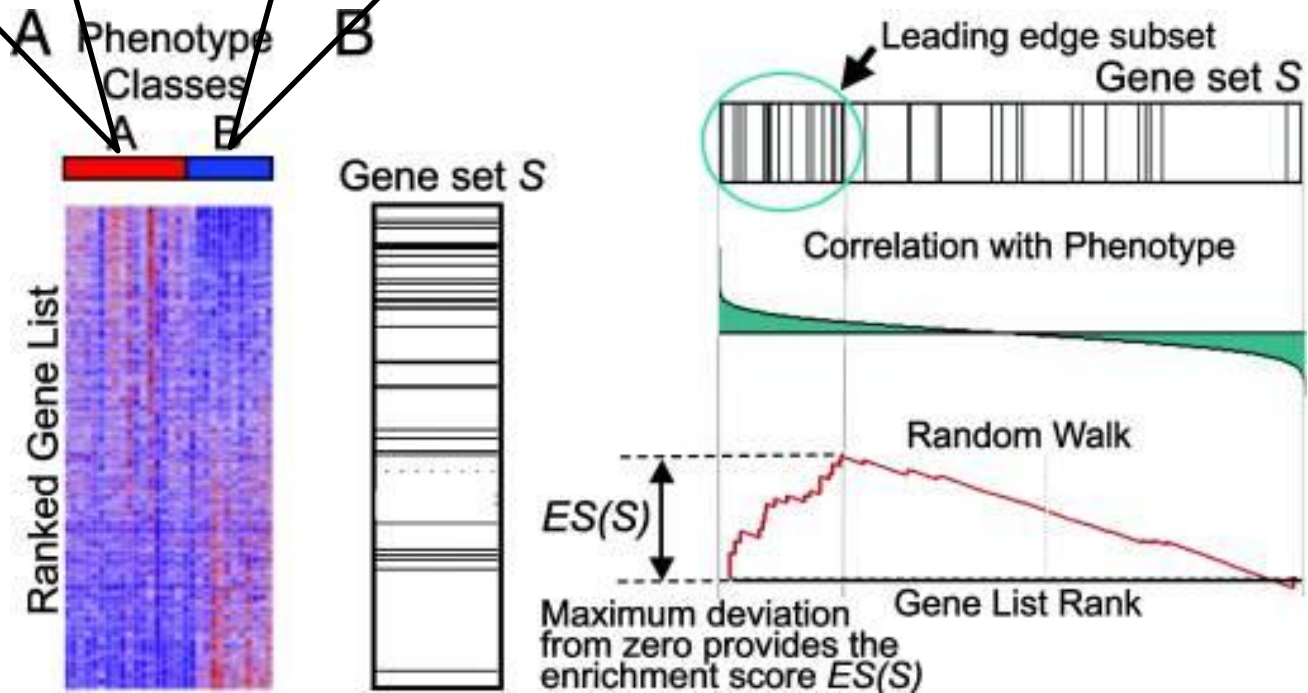 A
Phenotype
Classes
A B
Ranked Gene List
B
Gene set S
Leading edge subset
Gene set S
Correlation with Phenotype
Random Walk
ES(S)
Gene List Rank
Maximum deviation
from zero provides the
enrichment score ES(S)